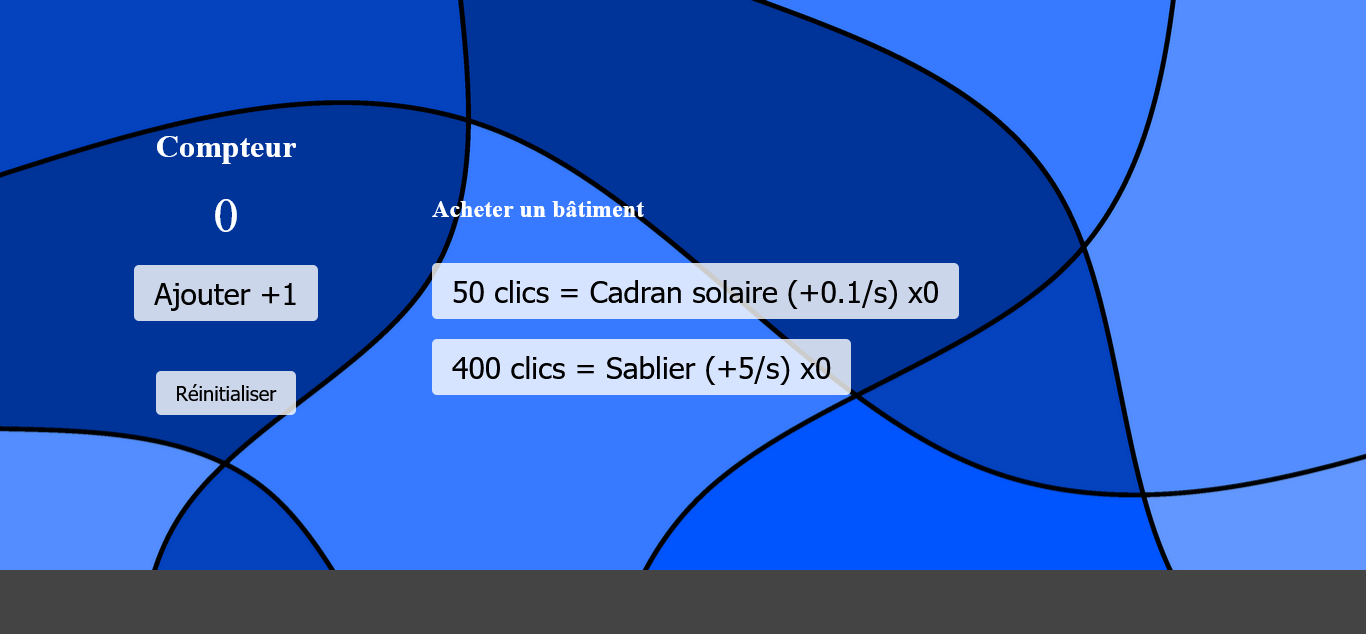 Compteur
0
Ajouter +1
Réinitialiser
Acheter un bâtiment
50 clics = Cadran solaire (+0.1/s) x0
400 clics = Sablier (+5/s) x0